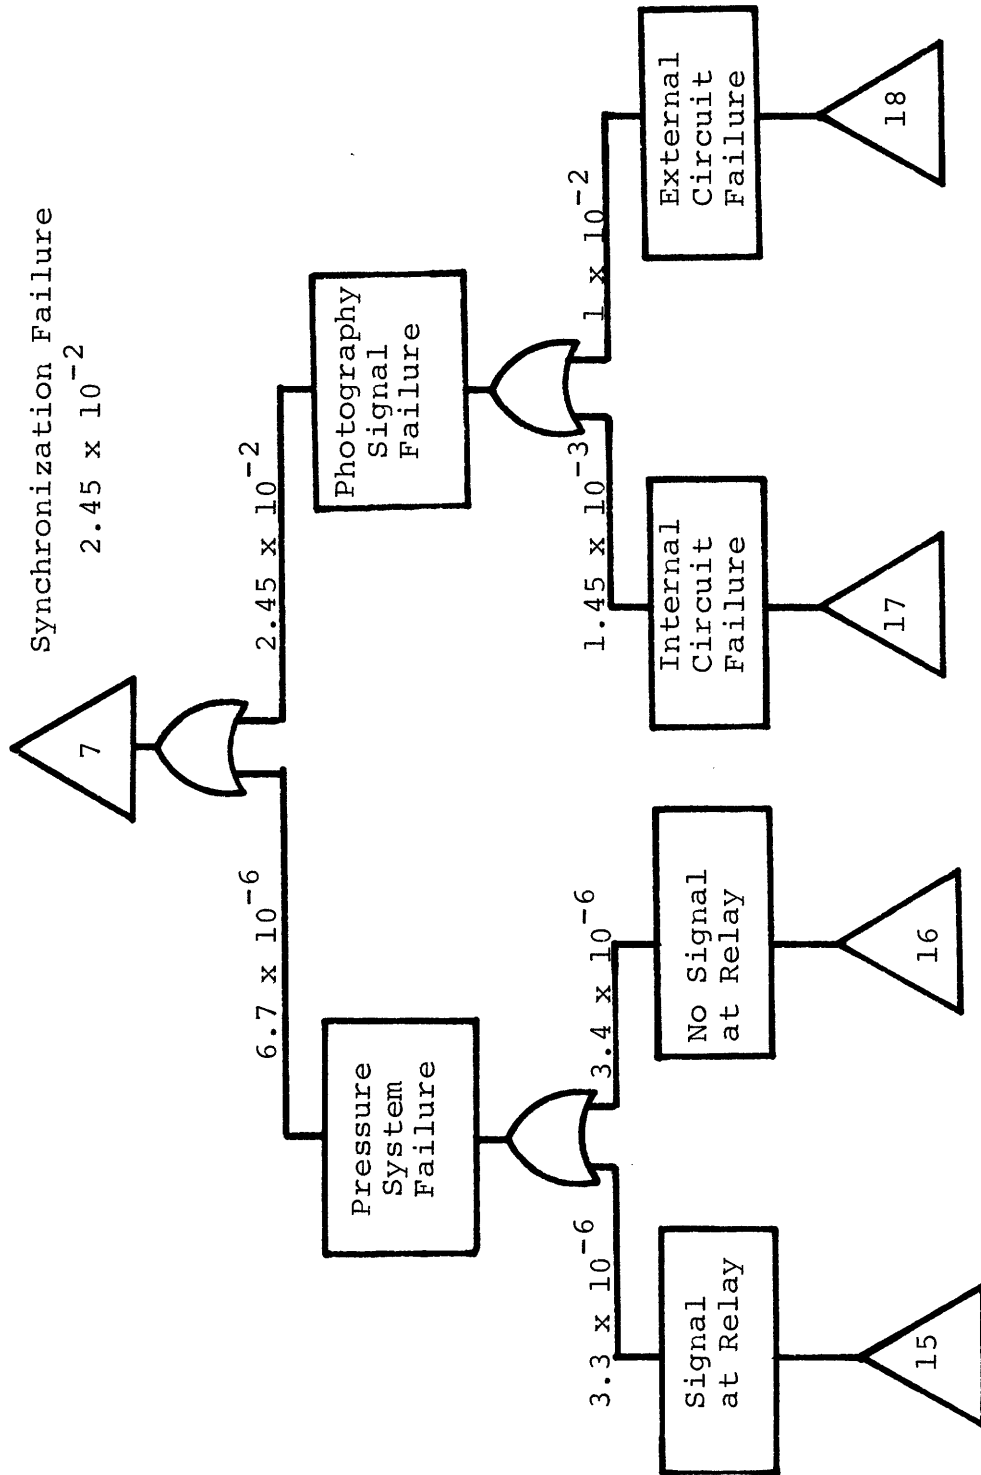 Synchronization Failure
2.45 x 10⁻²
7
6.7 x 10⁻⁶
2.45 x 10⁻²
Pressure
System
Failure
Photography
Signal
Failure
3.3 x 10⁻⁶
3.4 x 10⁻⁶
1.45 x 10⁻³
1 x 10⁻²
Signal
at Relay
No Signal
at Relay
Internal
Circuit
Failure
External
Circuit
Failure
15
16
17
18